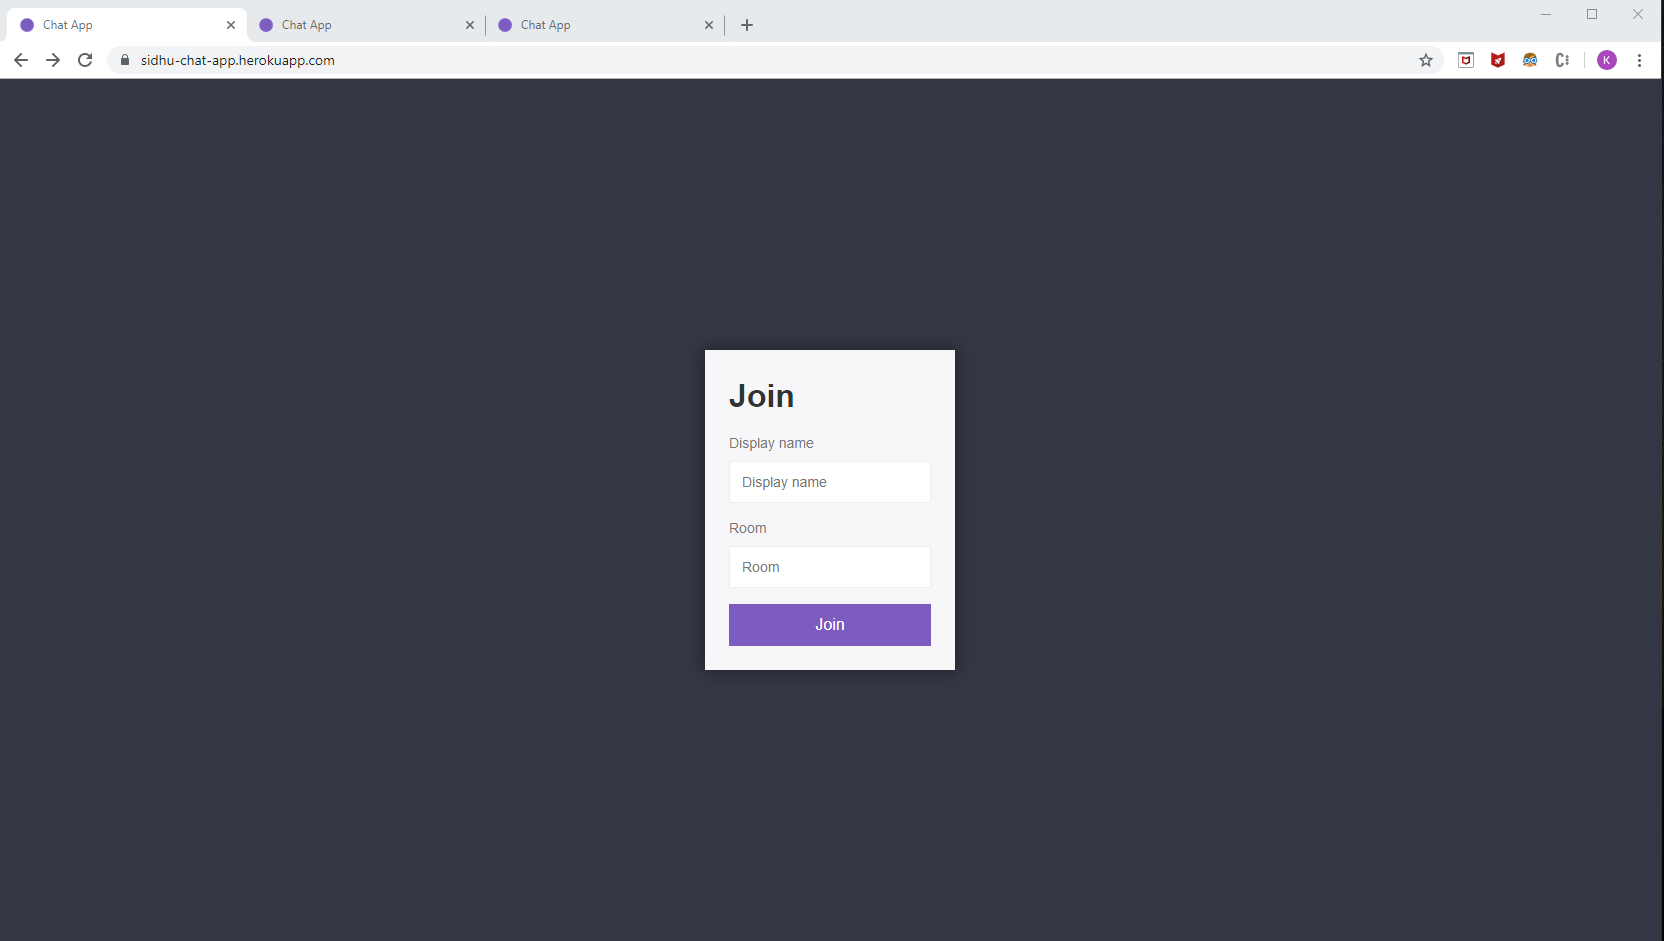 Chat App
Chat App
Chat App
sidhu-chat-app.herokuapp.com
K
Join
Display name
Display name
Room
Room
Join